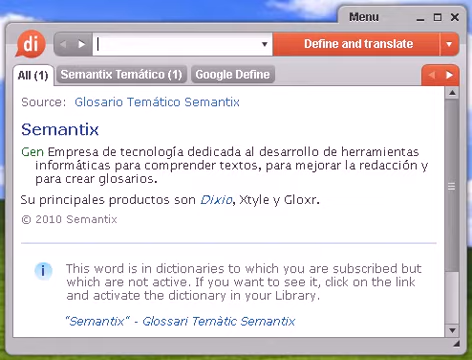 Menu
di
Define and translate
All (1)
Semantix Temático (1)
Google Define
Source: Glosario Temático Semantix
Semantix
Gen Empresa de tecnología dedicada al desarrollo de herramientas
informáticas para comprender textos, para mejorar la redacción y
para crear glosarios.
Su principales producto son Dixio, Xtyle y Gloxr.
© 2010 Semantix
This word is in dictionaries to which you are subscribed but
which are not active. If you want to see it, click on the link
and activate the dictionary in your Library.
"Semantix" - Glossari Temàtic Semantix